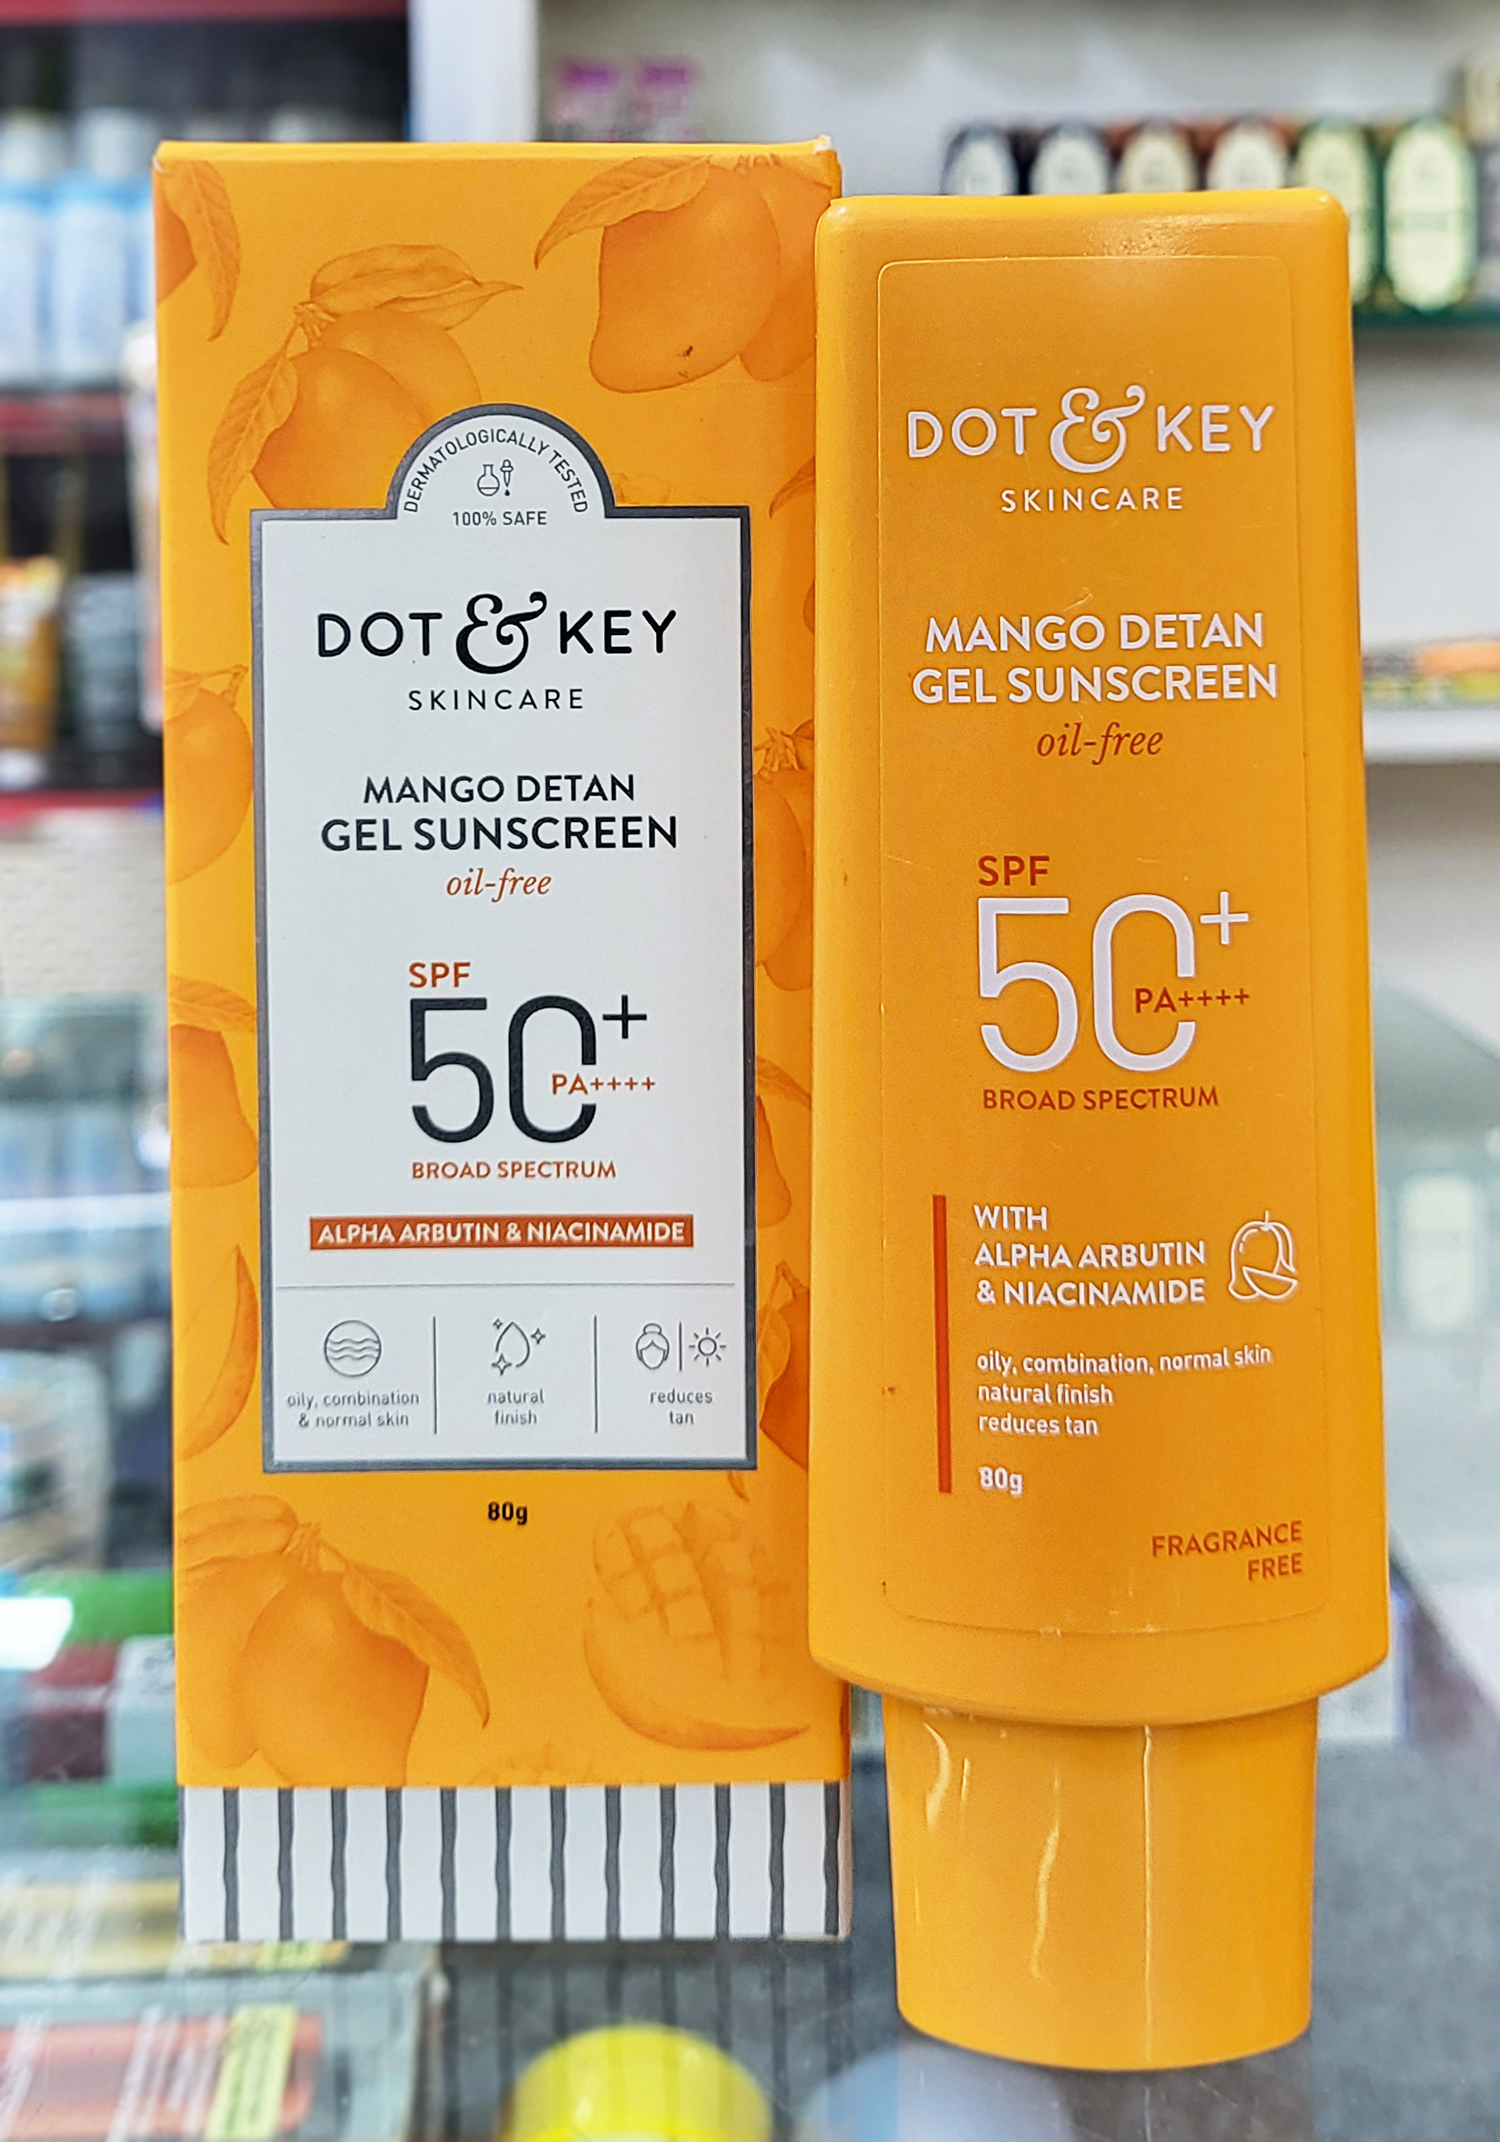 DERMATOLOGICALLY TESTED
100% SAFE
DOT & KEY
SKINCARE
MANGO DETAN
GEL SUNSCREEN
oil-free
SPF
50+
PA++++
BROAD SPECTRUM
ALPHA ARBUTIN & NIACINAMIDE
oily, combination
& normal skin
natural
finish
reduces
tan
80g
DOT & KEY
SKINCARE
MANGO DETAN
GEL SUNSCREEN
oil-free
SPF
50+
PA++++
BROAD SPECTRUM
WITH
ALPHA ARBUTIN
& NIACINAMIDE
oily, combination, normal skin
natural finish
reduces tan
80g
FRAGRANCE
FREE